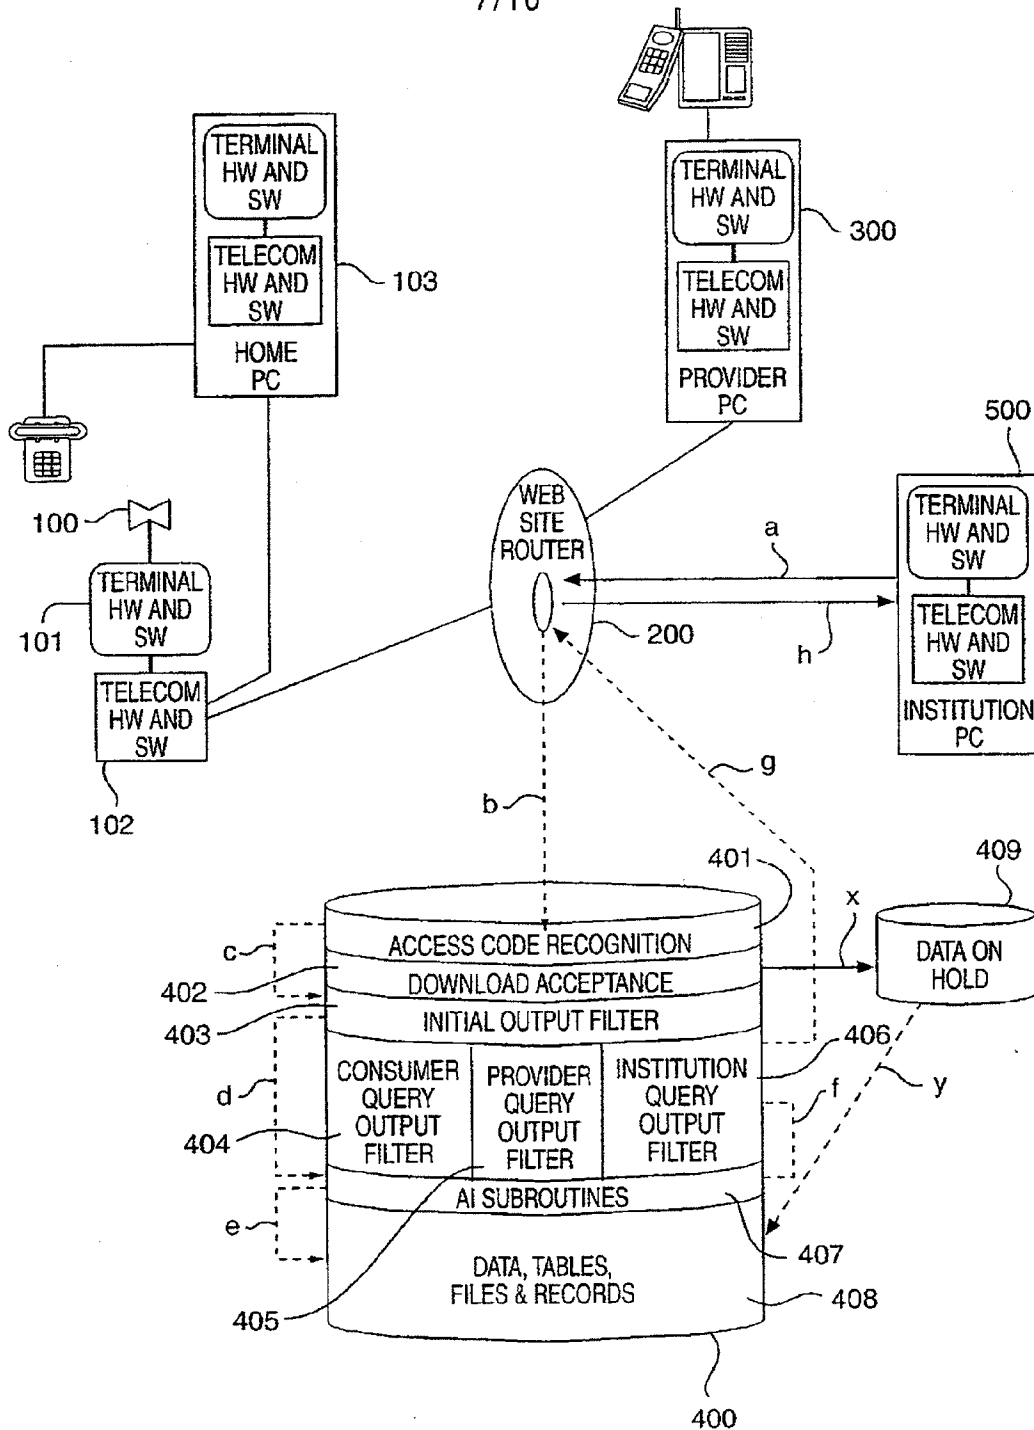 7/10
TERMINAL
HW AND
SW
TELECOM
HW AND
SW
HOME
PC
103
TERMINAL
HW AND
SW
TELECOM
HW AND
SW
PROVIDER
PC
300
500
TERMINAL
HW AND
SW
TELECOM
HW AND
SW
INSTITUTION
PC
WEB
SITE
ROUTER
200
a
h
100
TERMINAL
HW AND
SW
101
TELECOM
HW AND
SW
102
b
g
401
409
ACCESS CODE RECOGNITION
c
402
DOWNLOAD ACCEPTANCE
x
DATA ON
HOLD
403
INITIAL OUTPUT FILTER
406
d
CONSUMER
QUERY
OUTPUT
FILTER
404
PROVIDER
QUERY
OUTPUT
FILTER
INSTITUTION
QUERY
OUTPUT
FILTER
f
y
AI SUBROUTINES
e
407
DATA, TABLES,
FILES & RECORDS
405
408
400